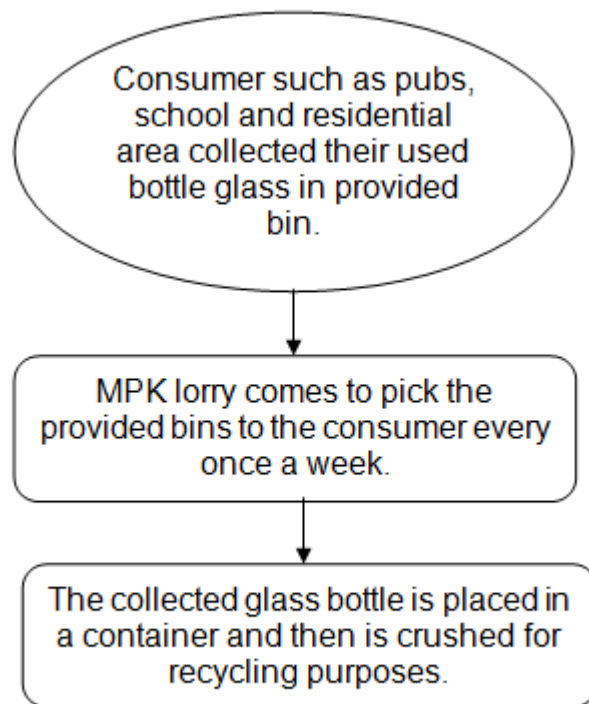 Consumer such as pubs,
school and residential
area collected their used
bottle glass in provided
bin.
MPK lorry comes to pick the
provided bins to the consumer every
once a week.
The collected glass bottle is placed in
a container and then is crushed for
recycling purposes.